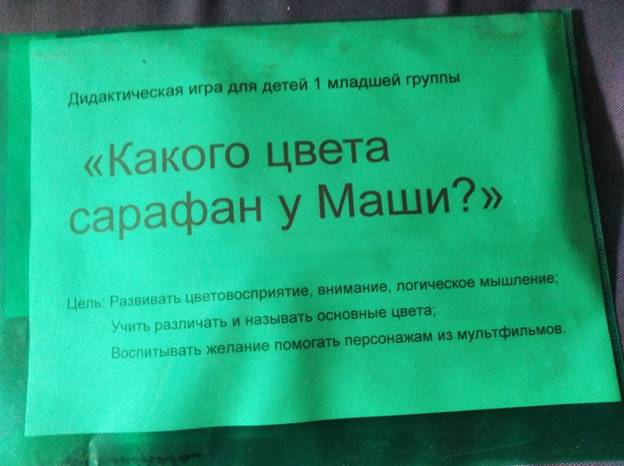 Дидактическая игра для детей 1 младшей группы
«Какого цвета
сарафан у Маши?»
Цель: Развивать цветовосприятие, внимание, логическое мышление;
Учить различать и называть основные цвета;
Воспитывать желание помогать персонажам из мультфильмов.